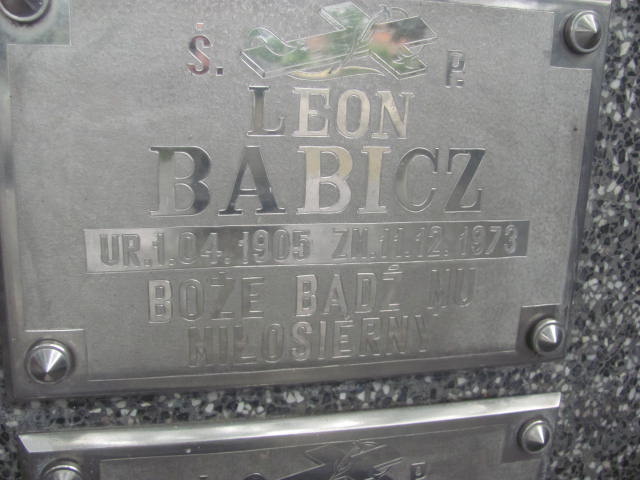 Ś. P.
LEON
BABICZ
UR.1.04.1905 ZM.11.12.1973
BOŻE BĄDŹ MU
MIŁOSIERNY
Ś. P.